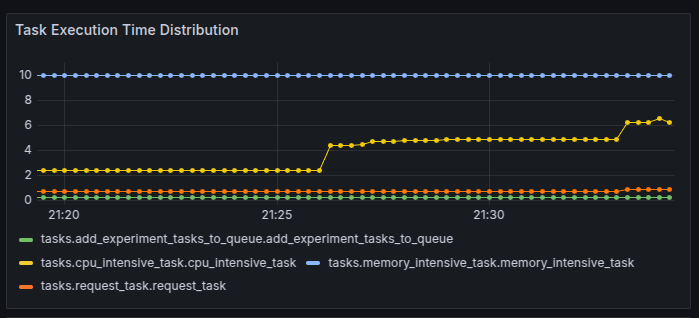 Task Execution Time Distribution
10
8
6
4
2
0
21:20 21:25 21:30
tasks.add_experiment_tasks_to_queue.add_experiment_tasks_to_queue
tasks.cpu_intensive_task.cpu_intensive_task tasks.memory_intensive_task.memory_intensive_task
tasks.request_task.request_task